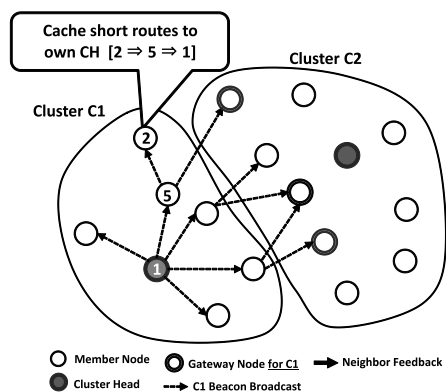 Cache short routes to
own CH [2 ⇒ 5 ⇒ 1]
Cluster C2
Cluster C1
2
5
1
Member Node
Gateway Node for C1
Neighbor Feedback
Cluster Head
C1 Beacon Broadcast